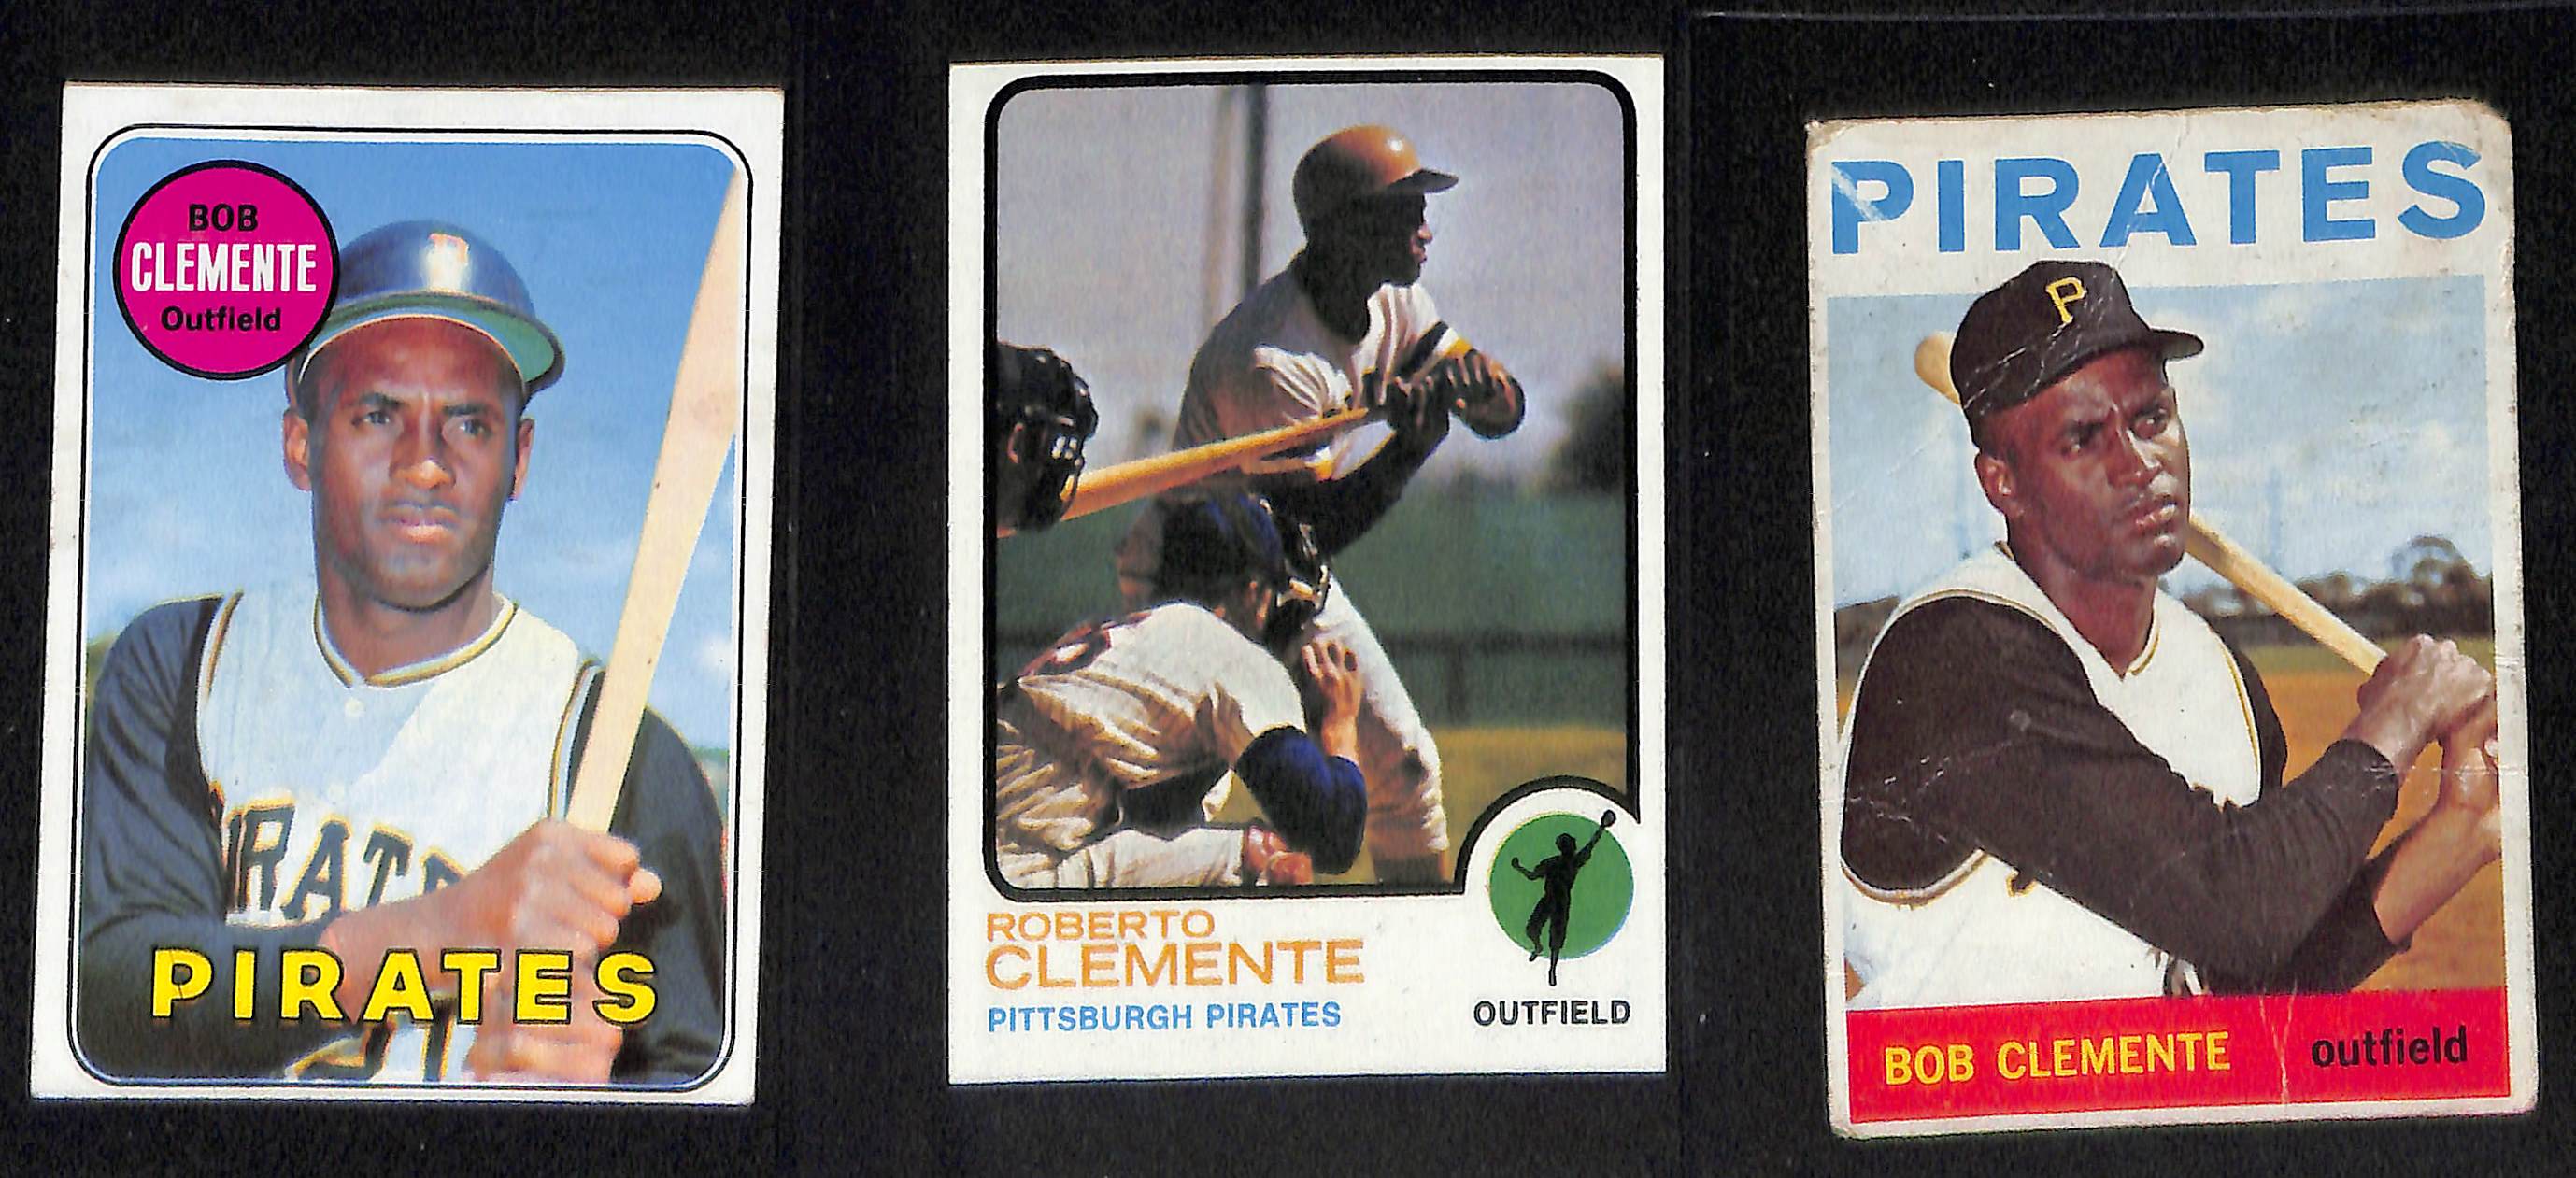 BOB
CLEMENTE
Outfield
PIRATES
ROBERTO
CLEMENTE
PITTSBURGH PIRATES
OUTFIELD
PIRATES
P
BOB CLEMENTE outfield